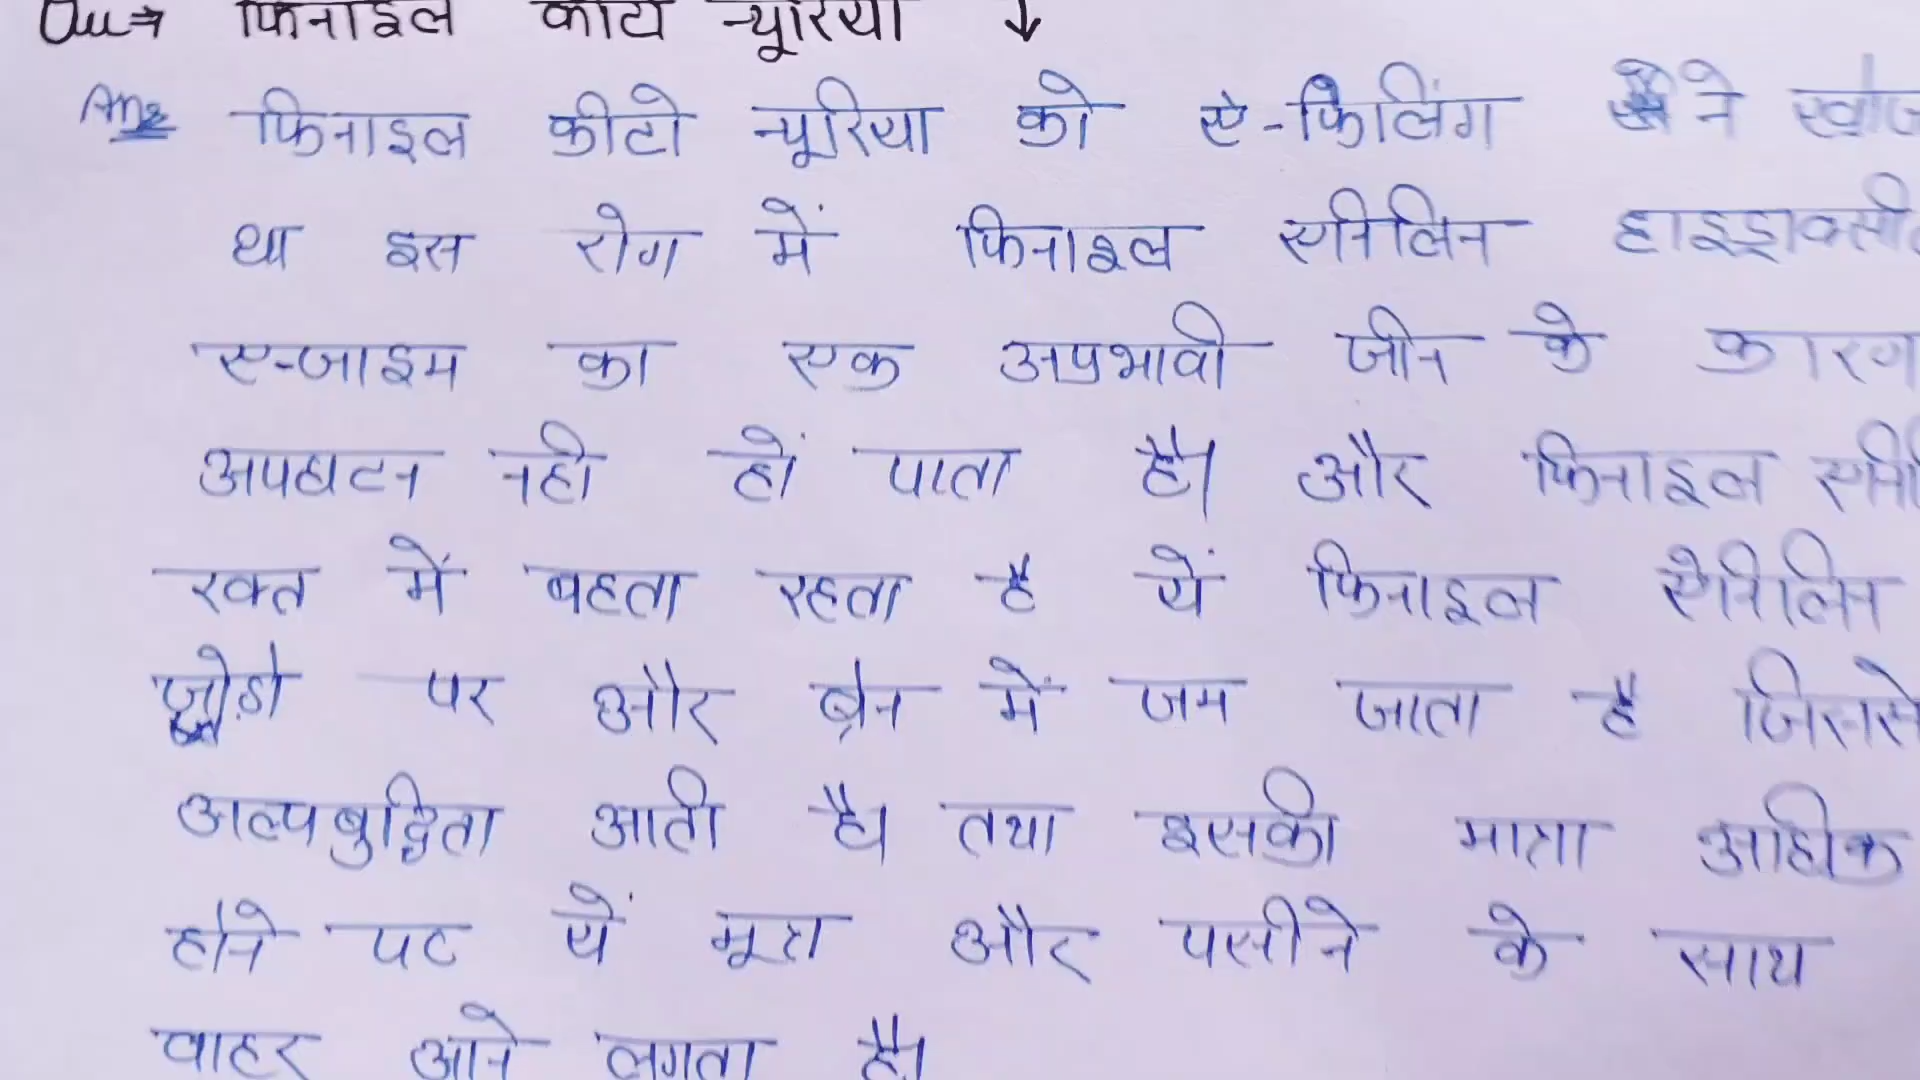 Qu⇒ फिनाइल कीटो न्यूरिया ↓
Ans फिनाइल कीटो न्यूरिया को ए-फिलिंग ने खोज
था इस रोग में फिनाइल एनिलिन हाइड्राक्सी
एन्जाइम का एक अप्रभावी जीन के कारण
अपघटन नही हो पाता है। और फिनाइल
रक्त में बहता रहता है ये फिनाइल ऐनिलिन
जोड़ो पर और ब्रेन में जम जाता है जिससे
अल्पबुद्धिता आती है। तथा इसकी मात्रा अधिक
होने पर यें मूत्र और पसीने के साथ
वाहर आने लगता है।